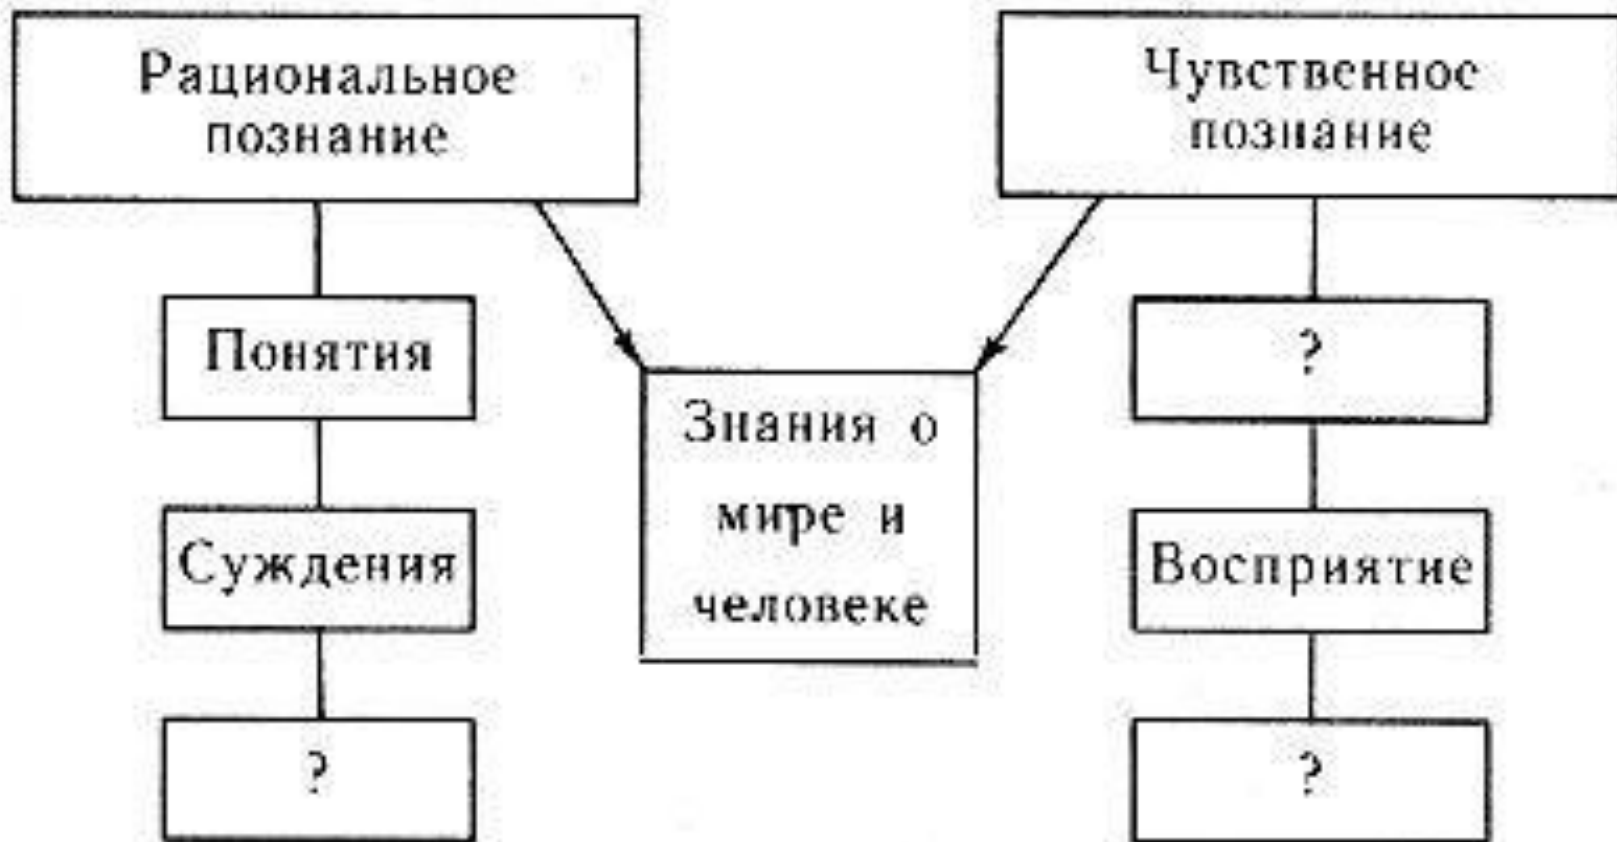 Рациональное
познание
Чувственное
познание
Понятия
?
Знания о
мире и
человеке
Суждения
Восприятие
?
?